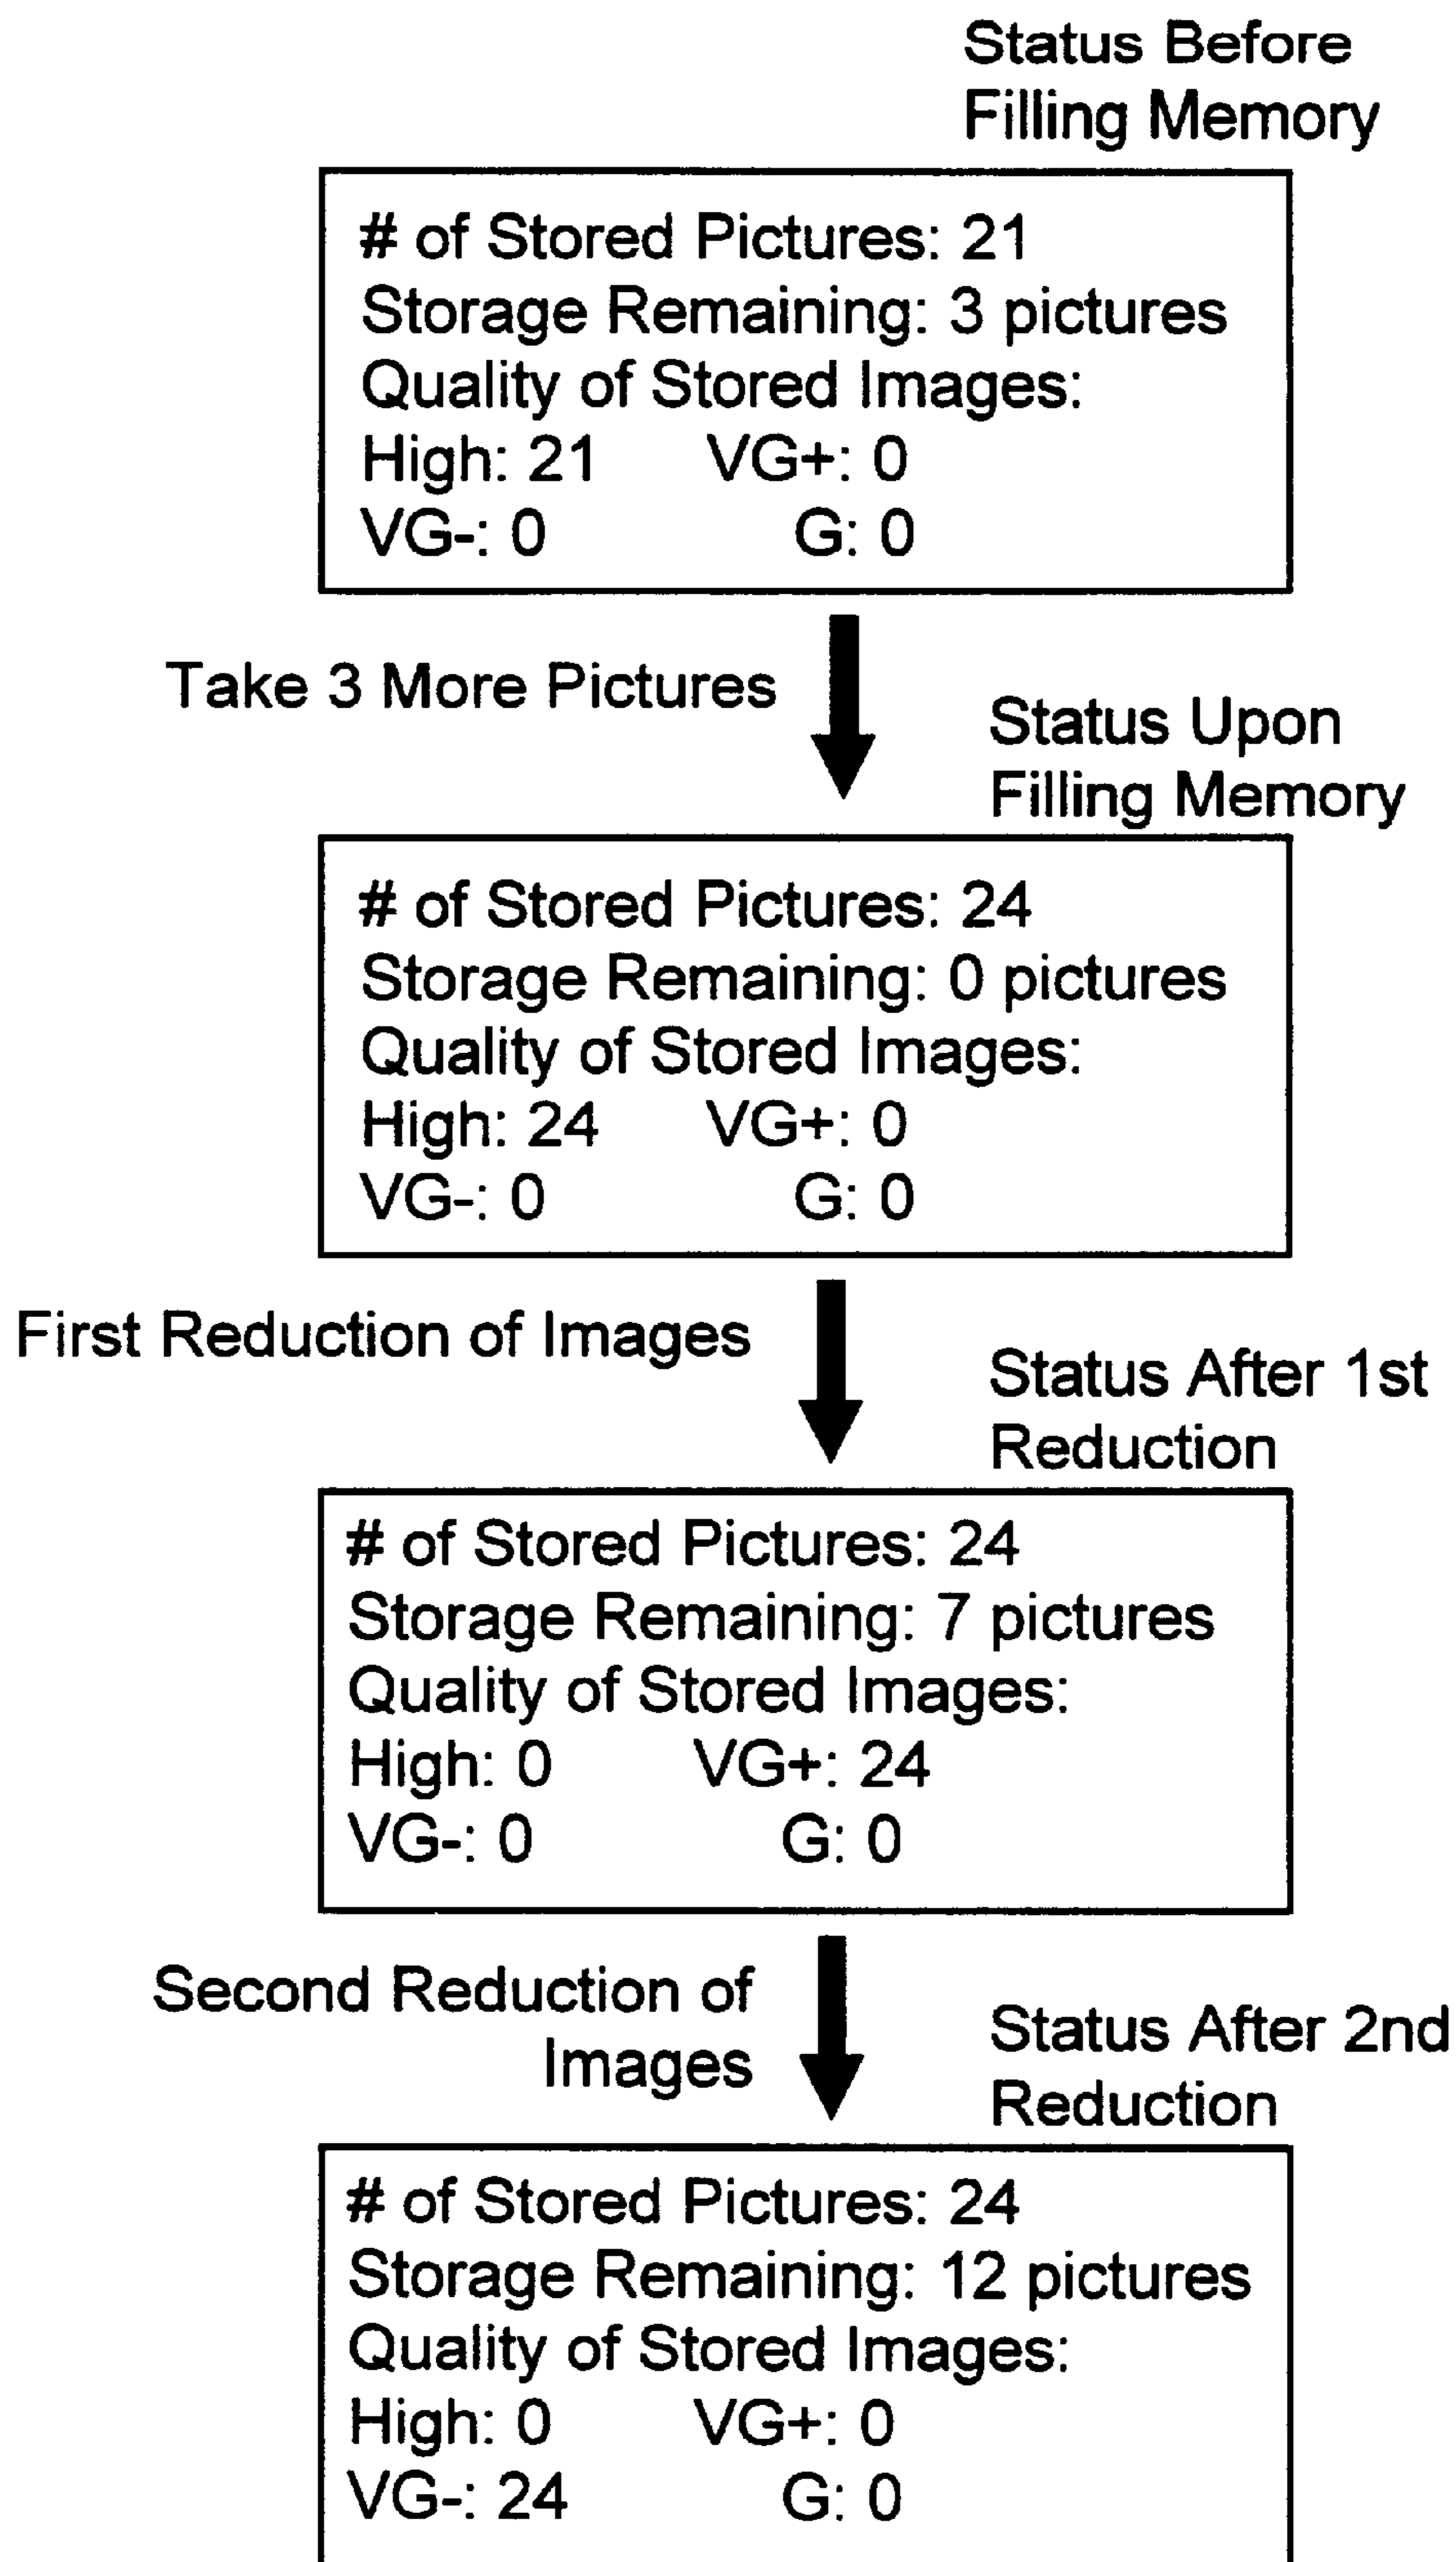 Status Before
Filling Memory
# of Stored Pictures: 21
Storage Remaining: 3 pictures
Quality of Stored Images:
High: 21 VG+: 0
VG-: 0 G: 0
Take 3 More Pictures
Status Upon
Filling Memory
# of Stored Pictures: 24
Storage Remaining: 0 pictures
Quality of Stored Images:
High: 24 VG+: 0
VG-: 0 G: 0
First Reduction of Images
Status After 1st
Reduction
# of Stored Pictures: 24
Storage Remaining: 7 pictures
Quality of Stored Images:
High: 0 VG+: 24
VG-: 0 G: 0
Second Reduction of
Images
Status After 2nd
Reduction
# of Stored Pictures: 24
Storage Remaining: 12 pictures
Quality of Stored Images:
High: 0 VG+: 0
VG-: 24 G: 0